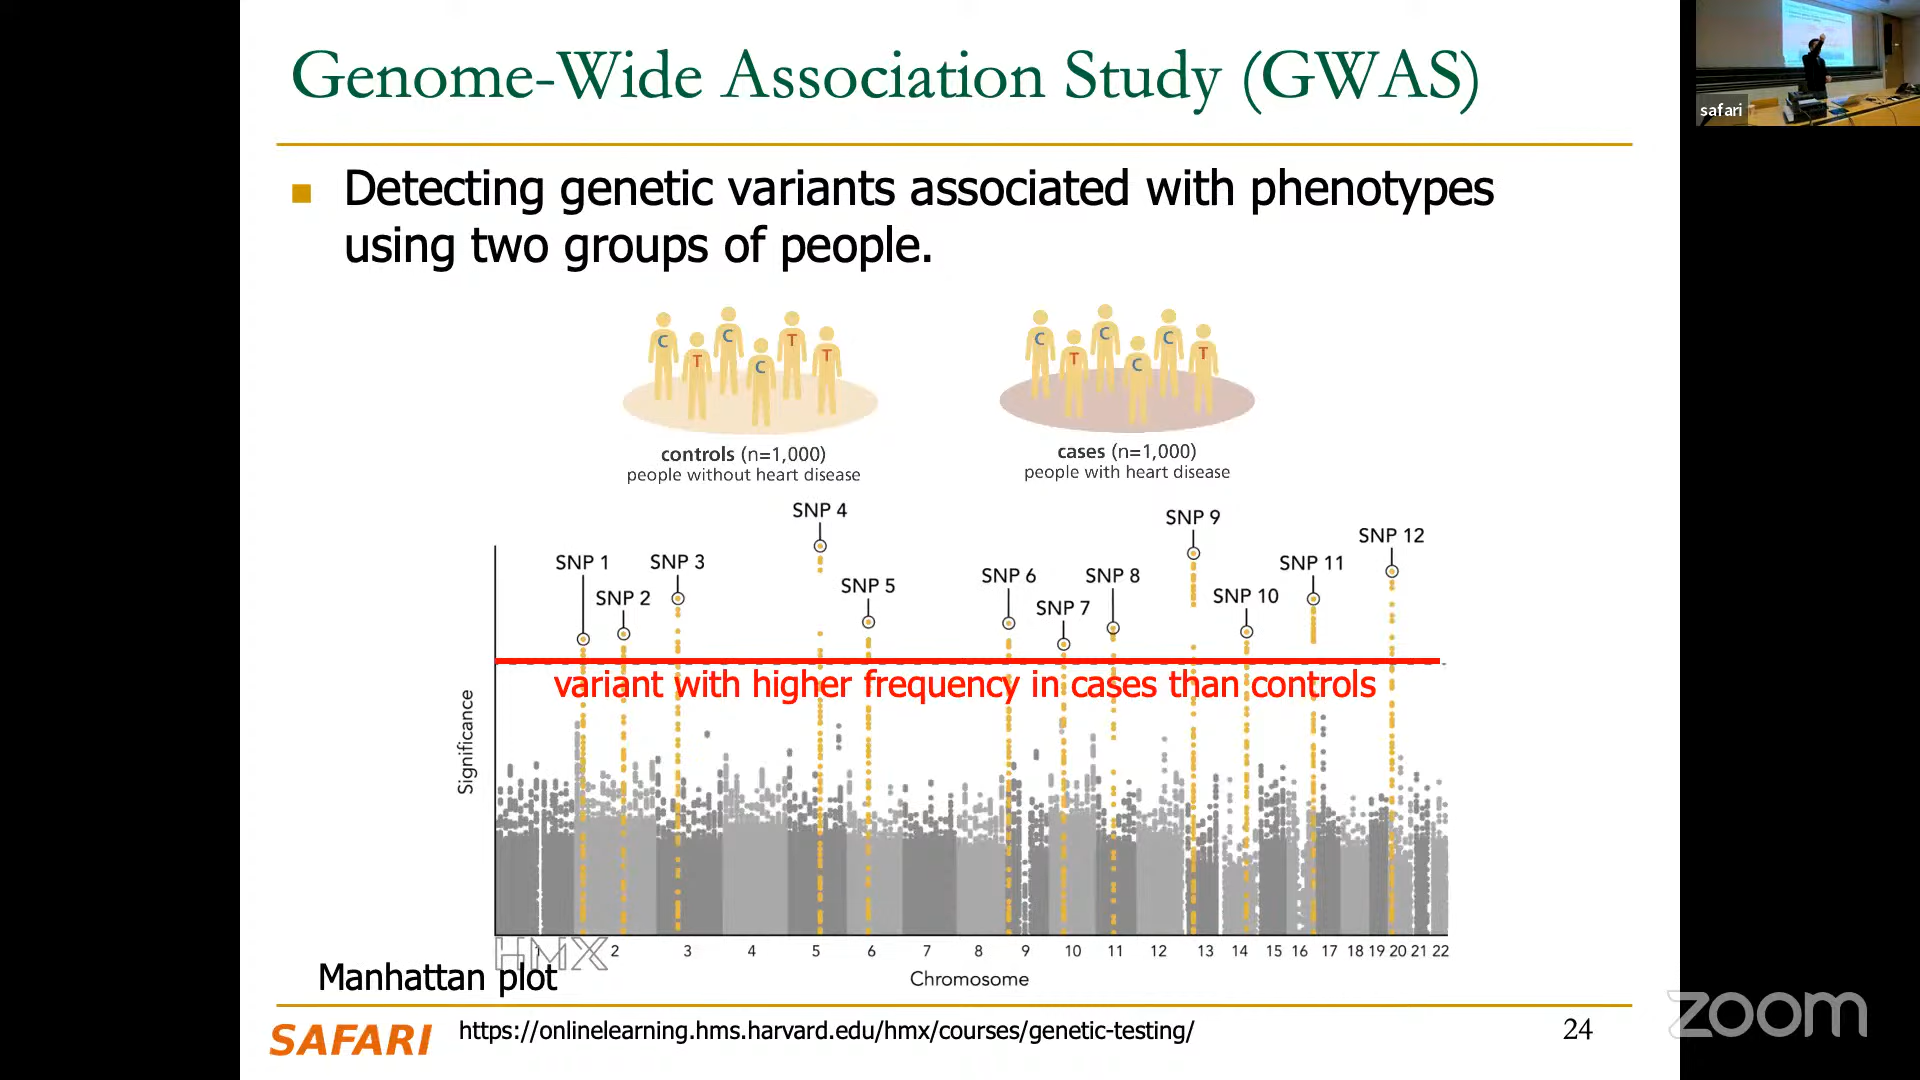 Genome-Wide Association Study (GWAS)
safari
Detecting genetic variants associated with phenotypes
using two groups of people.
C T C C T T
C T C C C T
controls (n=1,000)
people without heart disease
cases (n=1,000)
people with heart disease
SNP 1
SNP 2
SNP 3
SNP 4
SNP 5
SNP 6
SNP 7
SNP 8
SNP 9
SNP 10
SNP 11
SNP 12
variant with higher frequency in cases than controls
Significance
1 2 3 4 5 6 7 8 9 10 11 12 13 14 15 16 17 18 19 20 21 22
HMX
Chromosome
Manhattan plot
SAFARI
https://onlinelearning.hms.harvard.edu/hmx/courses/genetic-testing/
24
zoom